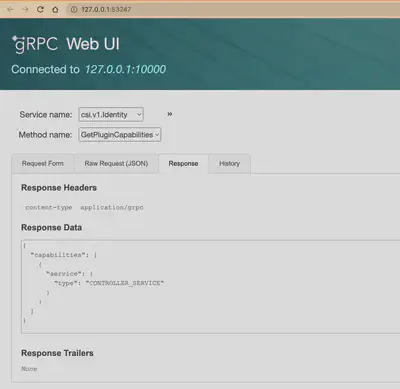 127.0.0.1:53247
gRPC Web UI
Connected to 127.0.0.1:10000
Service name: csi.v1.Identity »
Method name: GetPluginCapabilities
Request Form Raw Request (JSON) Response History
Response Headers
content-type application/grpc
Response Data
{
"capabilities": [
{
"service": {
"type": "CONTROLLER_SERVICE"
}
}
]
}
Response Trailers
None